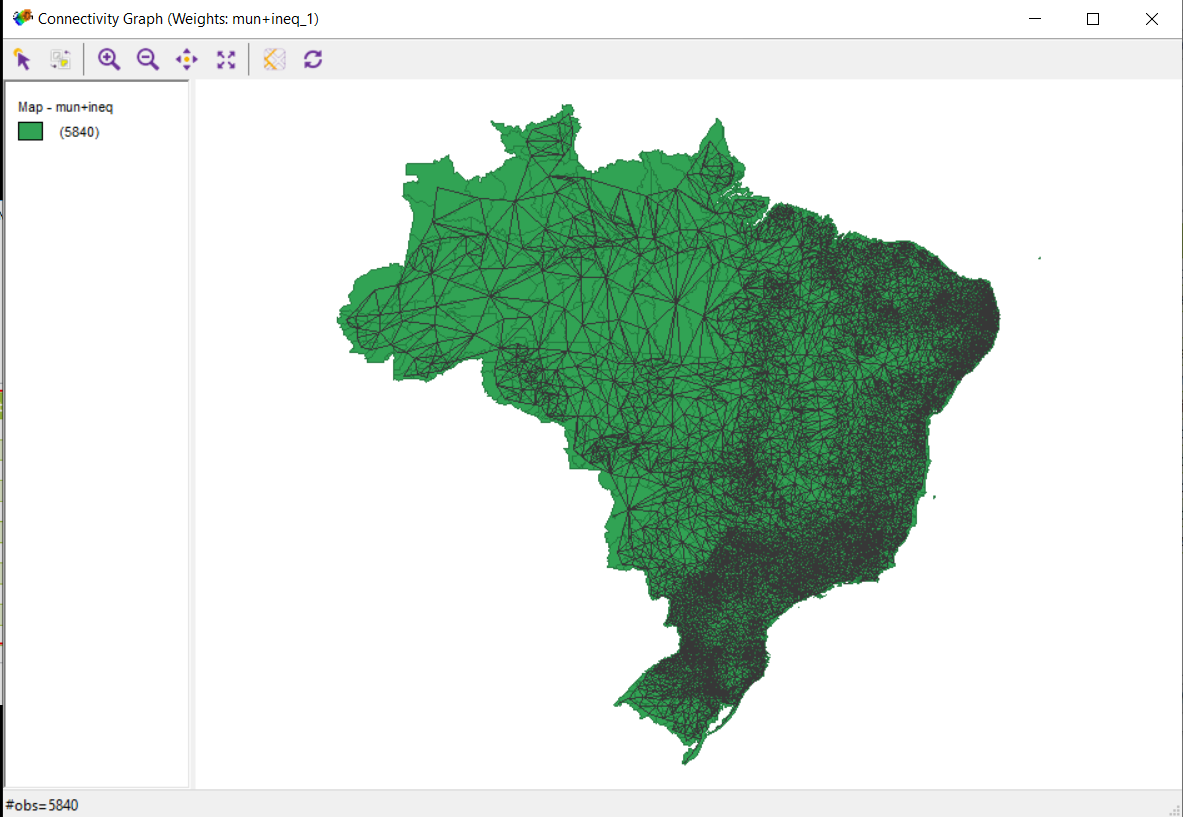 Connectivity Graph (Weights: mun+ineq_1)
Map - mun+ineq
(5840)
#obs=5840